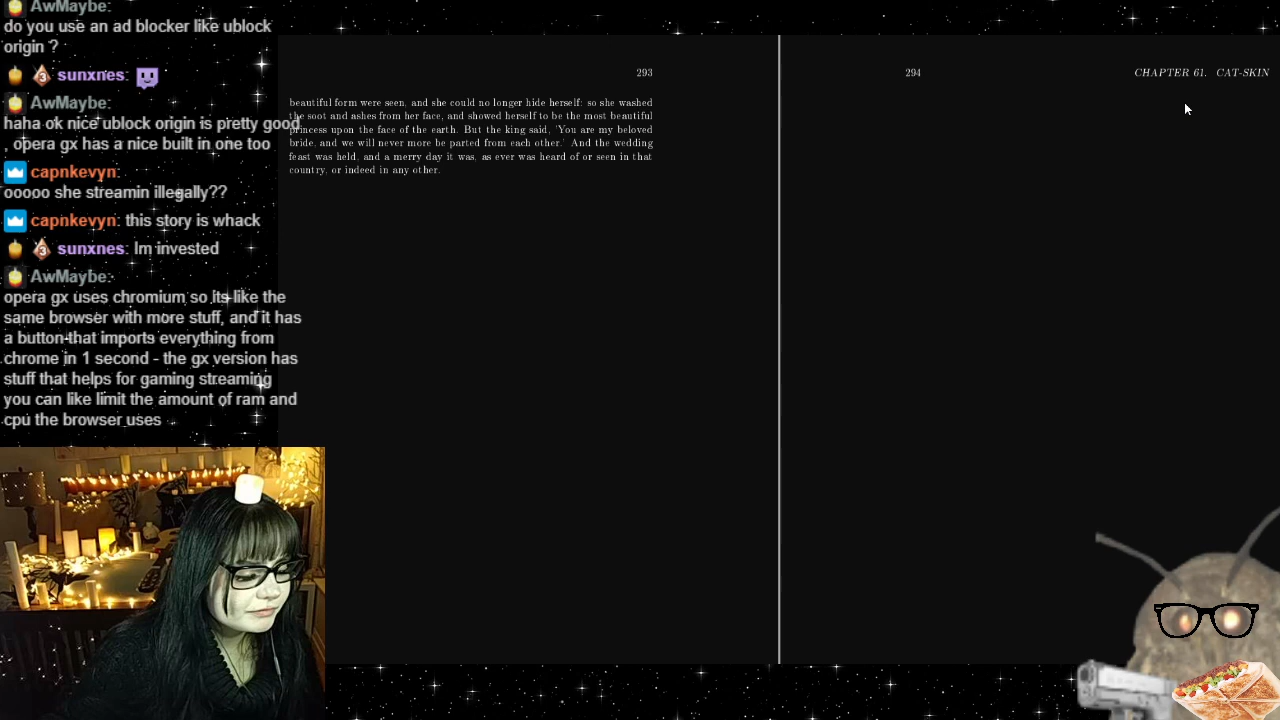 AwMaybe:
do you use an ad blocker like ublock
origin ?
sunxnes:
AwMaybe:
haha ok nice ublock origin is pretty good
, opera gx has a nice built in one too
capnkevyn:
ooooo she streamin illegally??
capnkevyn: this story is whack
sunxnes: Im invested
AwMaybe:
opera gx uses chromium so its like the
same browser with more stuff, and it has
a button that imports everything from
chrome in 1 second - the gx version has
stuff that helps for gaming streaming
you can like limit the amount of ram and
cpu the browser uses
293
beautiful form were seen, and she could no longer hide herself: so she washed
the soot and ashes from her face, and showed herself to be the most beautiful
princess upon the face of the earth. But the king said, 'You are my beloved
bride, and we will never more be parted from each other.' And the wedding
feast was held, and a merry day it was, as ever was heard of or seen in that
country, or indeed in any other.
294
CHAPTER 61. CAT-SKIN